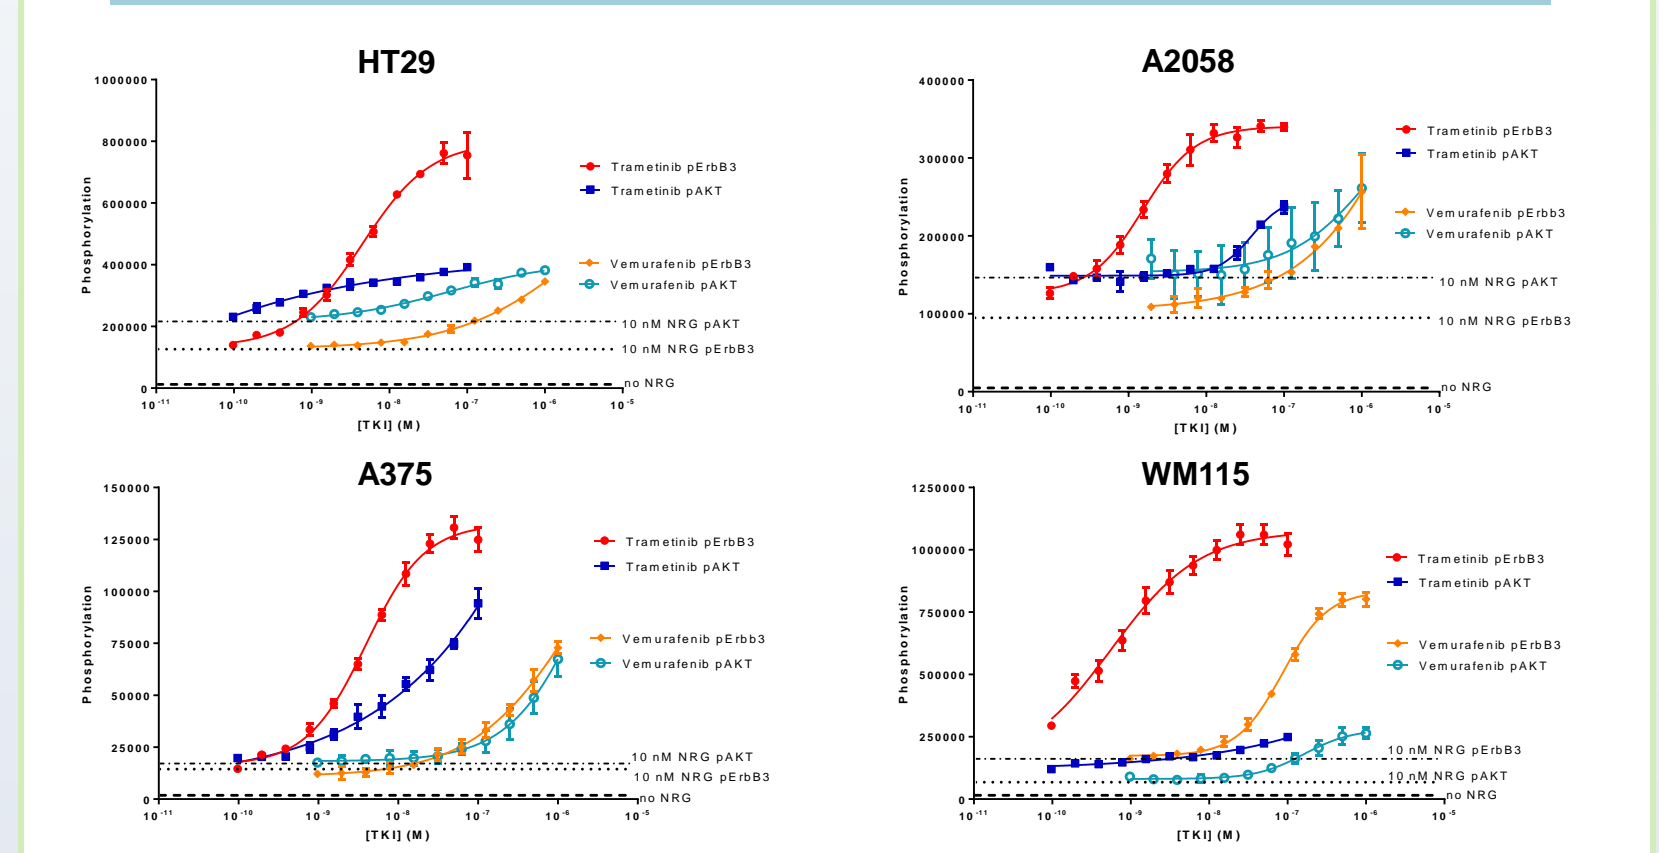 HT29
1000000
800000
600000
400000
200000
0
Phosphorylation
Trametinib pErbB3
Trametinib pAKT
Vemurafenib pErbB3
Vemurafenib pAKT
10 nM NRG pAKT
10 nM NRG pErbB3
no NRG
10-11 10-10 10-9 10-8 10-7 10-6 10-5
[TKI] (M)
A2058
400000
300000
200000
100000
0
Phosphorylation
Trametinib pErbB3
Trametinib pAKT
Vemurafenib pErbb3
Vemurafenib pAKT
10 nM NRG pAKT
10 nM NRG pErbB3
no NRG
10-11 10-10 10-9 10-8 10-7 10-6 10-5
[TKI] (M)
A375
150000
125000
100000
75000
50000
25000
0
Phosphorylation
Trametinib pErbB3
Trametinib pAKT
Vemurafenib pErbb3
Vemurafenib pAKT
10 nM NRG pAKT
10 nM NRG pErbB3
no NRG
10-11 10-10 10-9 10-8 10-7 10-6 10-5
[TKI] (M)
WM115
1250000
1000000
750000
500000
250000
0
Phosphorylation
Trametinib pErbB3
Trametinib pAKT
Vemurafenib pErbB3
Vemurafenib pAKT
10 nM NRG pErbB3
10 nM NRG pAKT
no NRG
10-11 10-10 10-9 10-8 10-7 10-6 10-5
[TKI] (M)